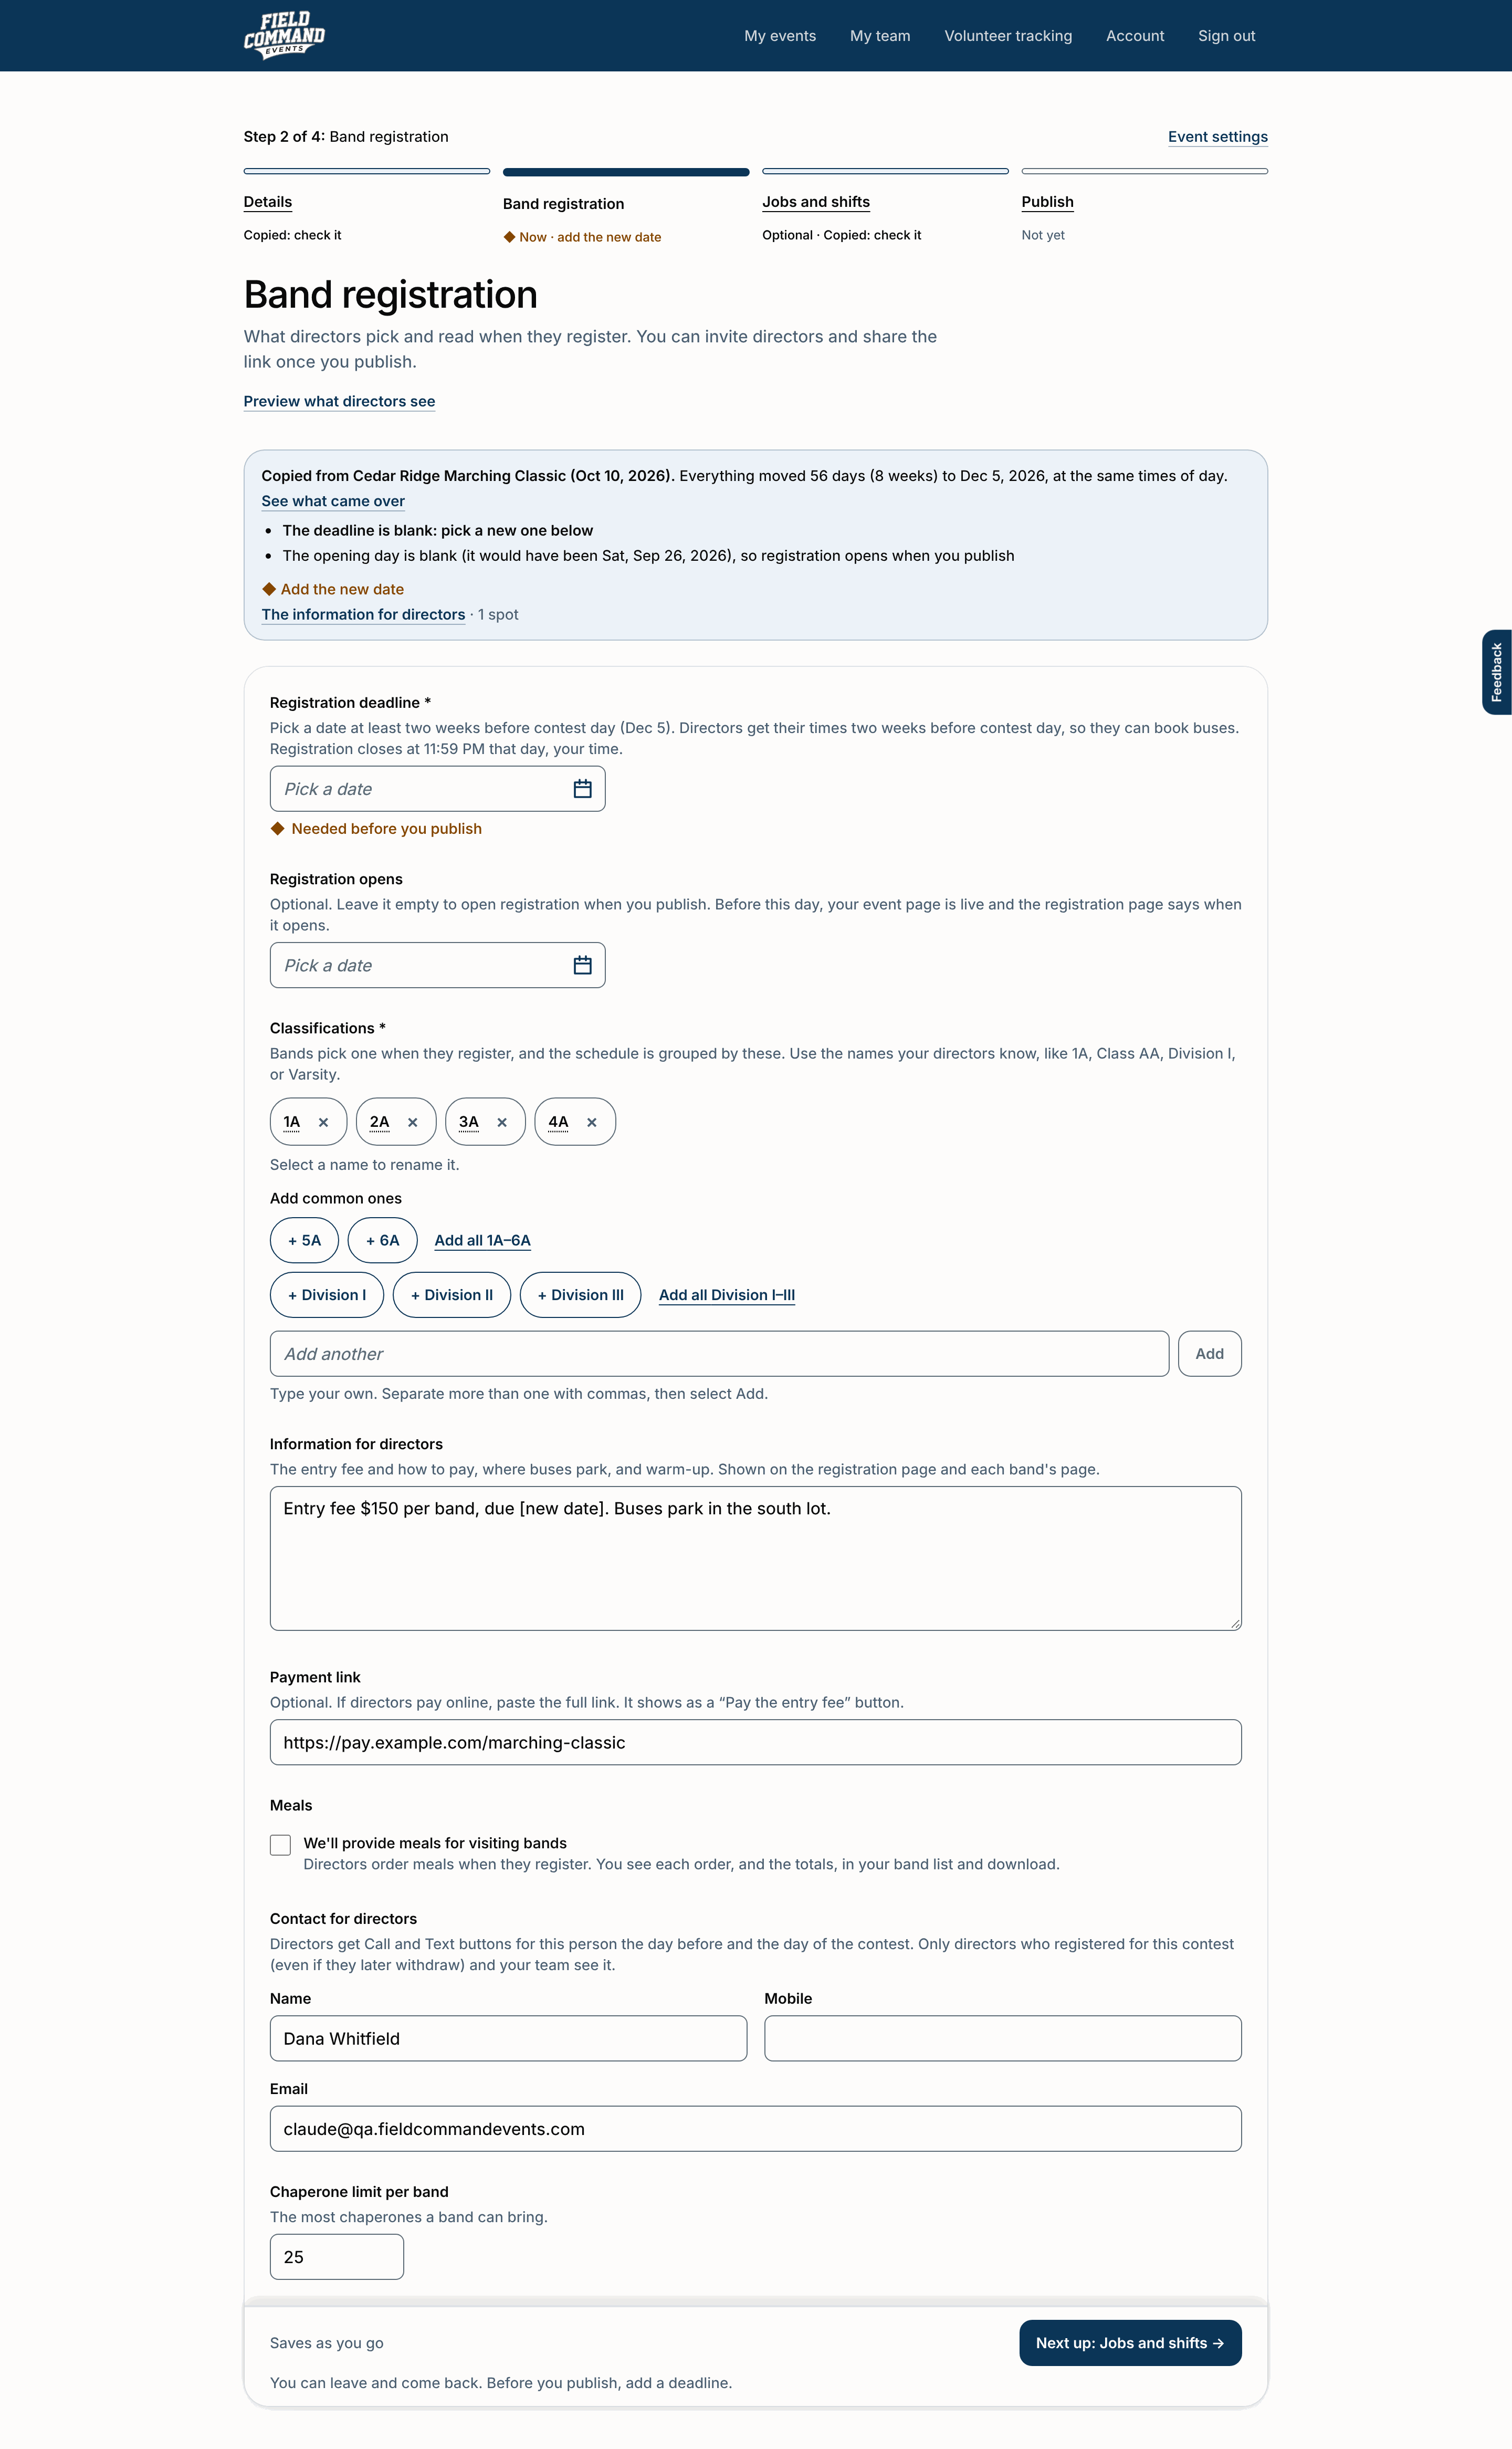 FIELD
COMMAND
EVENTS
My events
My team
Volunteer tracking
Account
Sign out
Step 2 of 4: Band registration
Event settings
Details
Band registration
Jobs and shifts
Publish
Copied: check it
◆ Now · add the new date
Optional · Copied: check it
Not yet
Band registration
What directors pick and read when they register. You can invite directors and share the
link once you publish.
Preview what directors see
Copied from Cedar Ridge Marching Classic (Oct 10, 2026). Everything moved 56 days (8 weeks) to Dec 5, 2026, at the same times of day.
See what came over
• The deadline is blank: pick a new one below
• The opening day is blank (it would have been Sat, Sep 26, 2026), so registration opens when you publish
◆ Add the new date
The information for directors · 1 spot
Feedback
Registration deadline *
Pick a date at least two weeks before contest day (Dec 5). Directors get their times two weeks before contest day, so they can book buses.
Registration closes at 11:59 PM that day, your time.
Pick a date
◆ Needed before you publish
Registration opens
Optional. Leave it empty to open registration when you publish. Before this day, your event page is live and the registration page says when
it opens.
Pick a date
Classifications *
Bands pick one when they register, and the schedule is grouped by these. Use the names your directors know, like 1A, Class AA, Division I,
or Varsity.
1A × 2A × 3A × 4A ×
Select a name to rename it.
Add common ones
+ 5A + 6A Add all 1A–6A
+ Division I + Division II + Division III Add all Division I–III
Add another
Add
Type your own. Separate more than one with commas, then select Add.
Information for directors
The entry fee and how to pay, where buses park, and warm-up. Shown on the registration page and each band's page.
Entry fee $150 per band, due [new date]. Buses park in the south lot.
Payment link
Optional. If directors pay online, paste the full link. It shows as a “Pay the entry fee” button.
https://pay.example.com/marching-classic
Meals
We'll provide meals for visiting bands
Directors order meals when they register. You see each order, and the totals, in your band list and download.
Contact for directors
Directors get Call and Text buttons for this person the day before and the day of the contest. Only directors who registered for this contest
(even if they later withdraw) and your team see it.
Name
Mobile
Dana Whitfield
Email
claude@qa.fieldcommandevents.com
Chaperone limit per band
The most chaperones a band can bring.
25
Saves as you go
Next up: Jobs and shifts →
You can leave and come back. Before you publish, add a deadline.